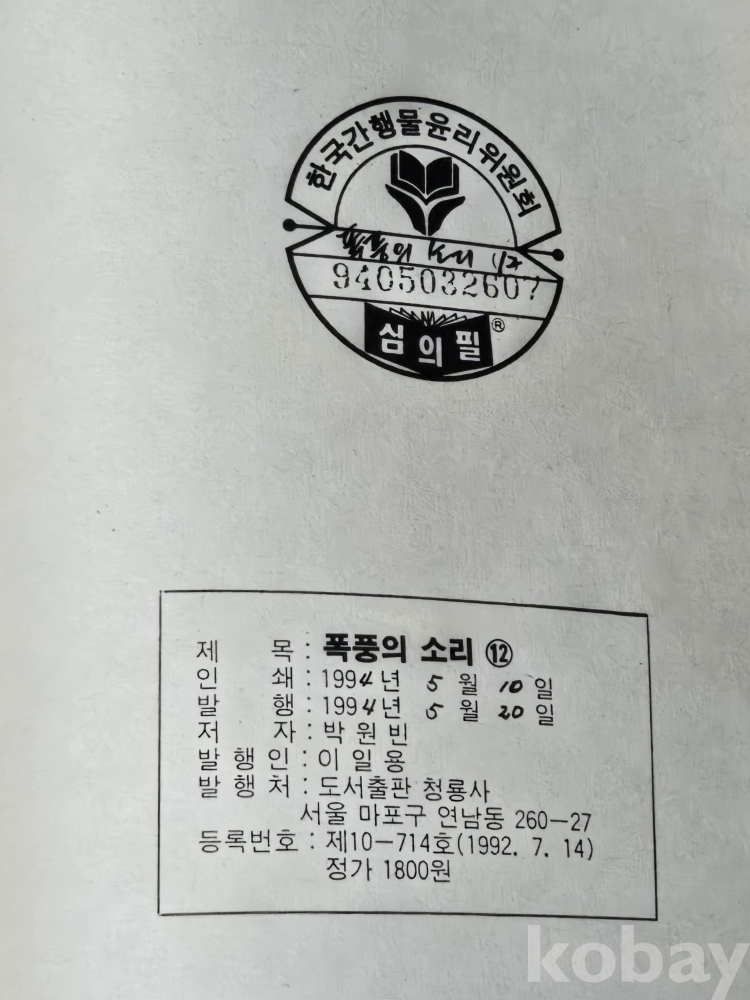 한국간행물윤리위원회
폭풍의 소리
9405032607
심의필 ®
제 목 : 폭풍의 소리 ⑫
인 쇄 : 1994년 5 월 10 일
발 행 : 1994년 5 월 20 일
저 자 : 박 원 빈
발 행 인 : 이 일 용
발 행 처 : 도서출판 청룡사
서울 마포구 연남동 260-27
등록번호 : 제10-714호(1992. 7. 14)
정가 1800원
kobay